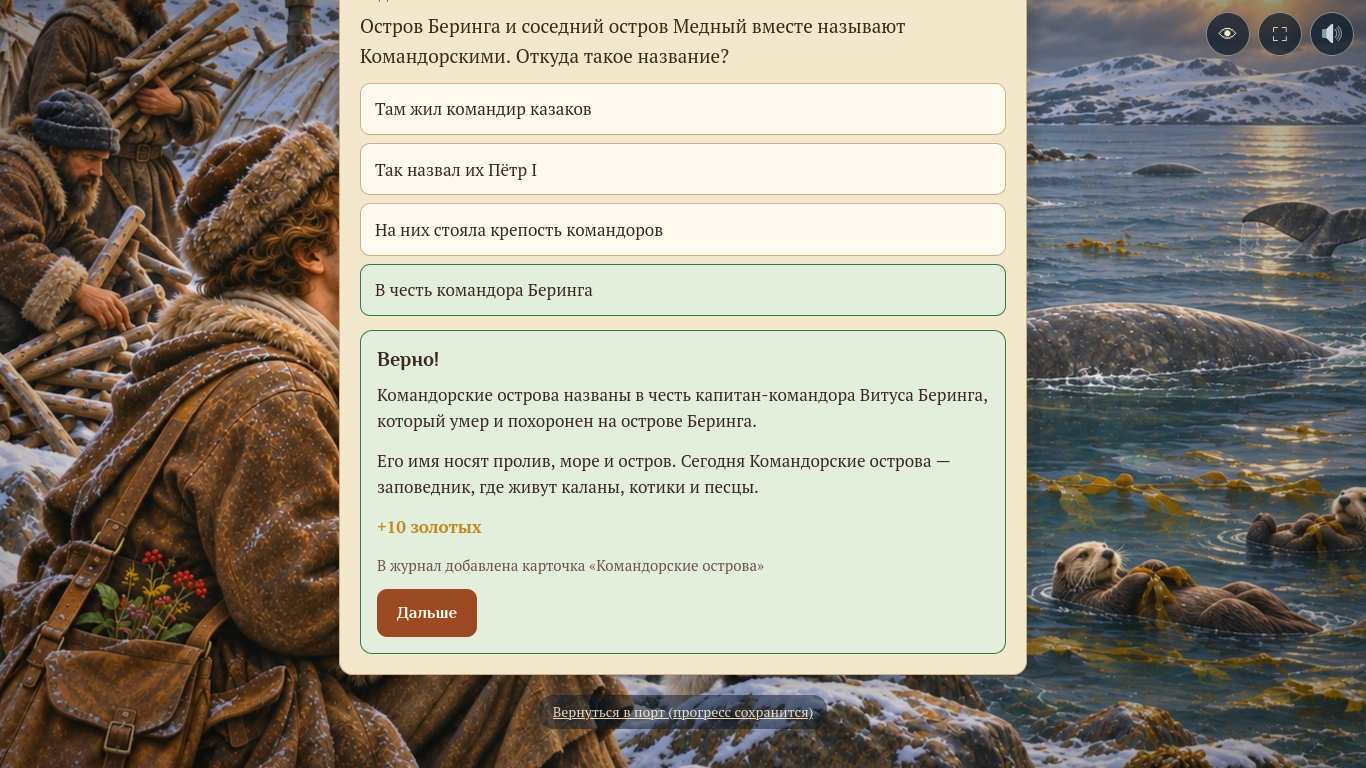 Остров Беринга и соседний остров Медный вместе называют
Командорскими. Откуда такое название?
Там жил командир казаков
Так назвал их Пётр I
На них стояла крепость командоров
В честь командора Беринга
Верно!
Командорские острова названы в честь капитан-командора Витуса Беринга,
который умер и похоронен на острове Беринга.
Его имя носят пролив, море и остров. Сегодня Командорские острова —
заповедник, где живут каланы, котики и песцы.
+10 золотых
В журнал добавлена карточка «Командорские острова»
Дальше
Вернуться в порт (прогресс сохранится)